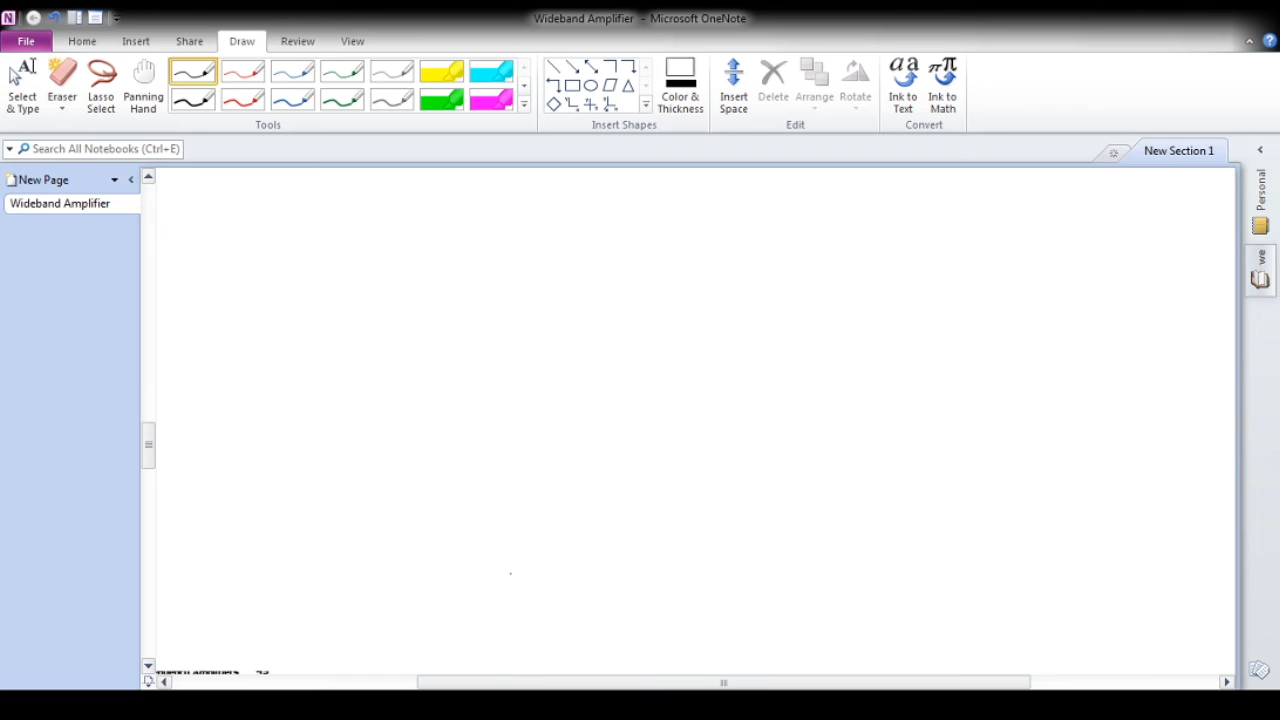 Wideband Amplifier - Microsoft OneNote
File Home Insert Share Draw Review View
Select & Type
Eraser
Lasso Select
Panning Hand
Color & Thickness
Insert Space
Delete
Arrange
Rotate
Ink to Text
Ink to Math
Tools
Insert Shapes
Edit
Convert
Search All Notebooks (Ctrl+E)
New Section 1
New Page
Wideband Amplifier
Personal
we